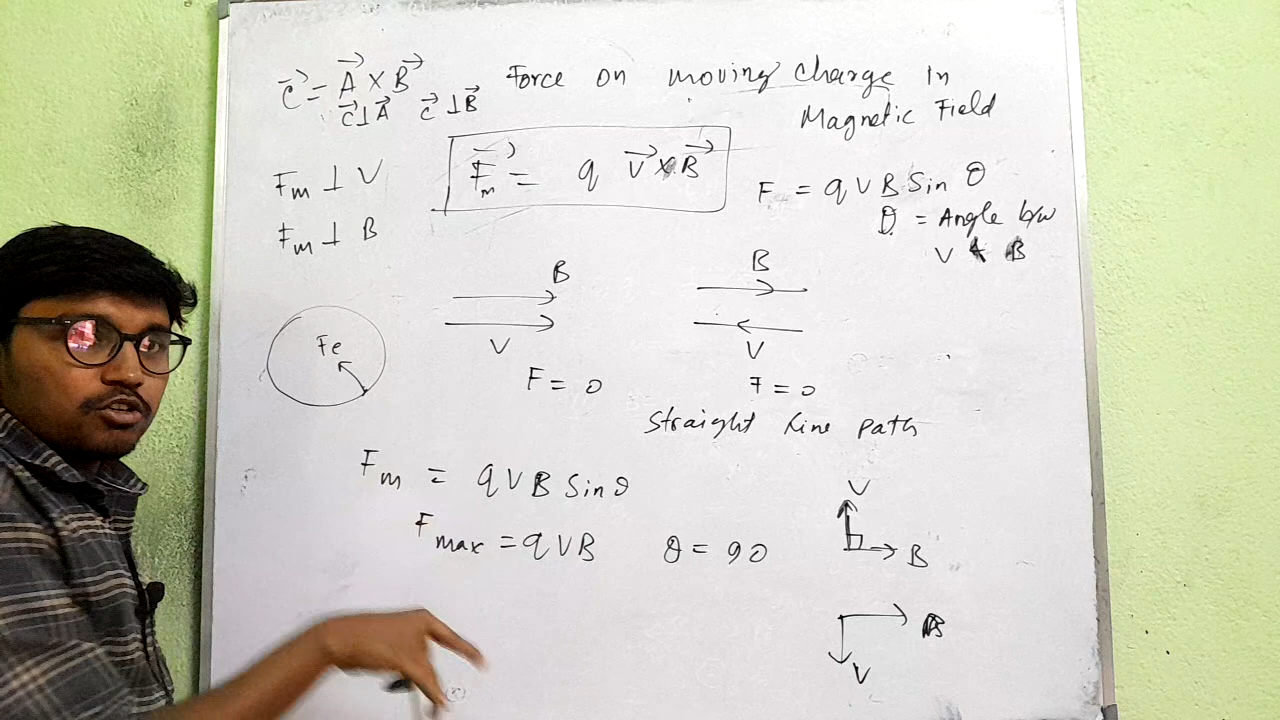 C⃗ = A⃗ × B⃗
C⃗ ⊥ A⃗ C⃗ ⊥ B⃗
Force on moving charge in
Magnetic Field
Fm ⊥ V
Fm ⊥ B
F⃗m = q V⃗ × B⃗
F = q V B Sin θ
θ = Angle b/w
V & B
Fe
B
V
F = 0
B
V
F = 0
Straight Line path
Fm = q V B Sin θ
Fmax = q V B θ = 90
V
B
B
V